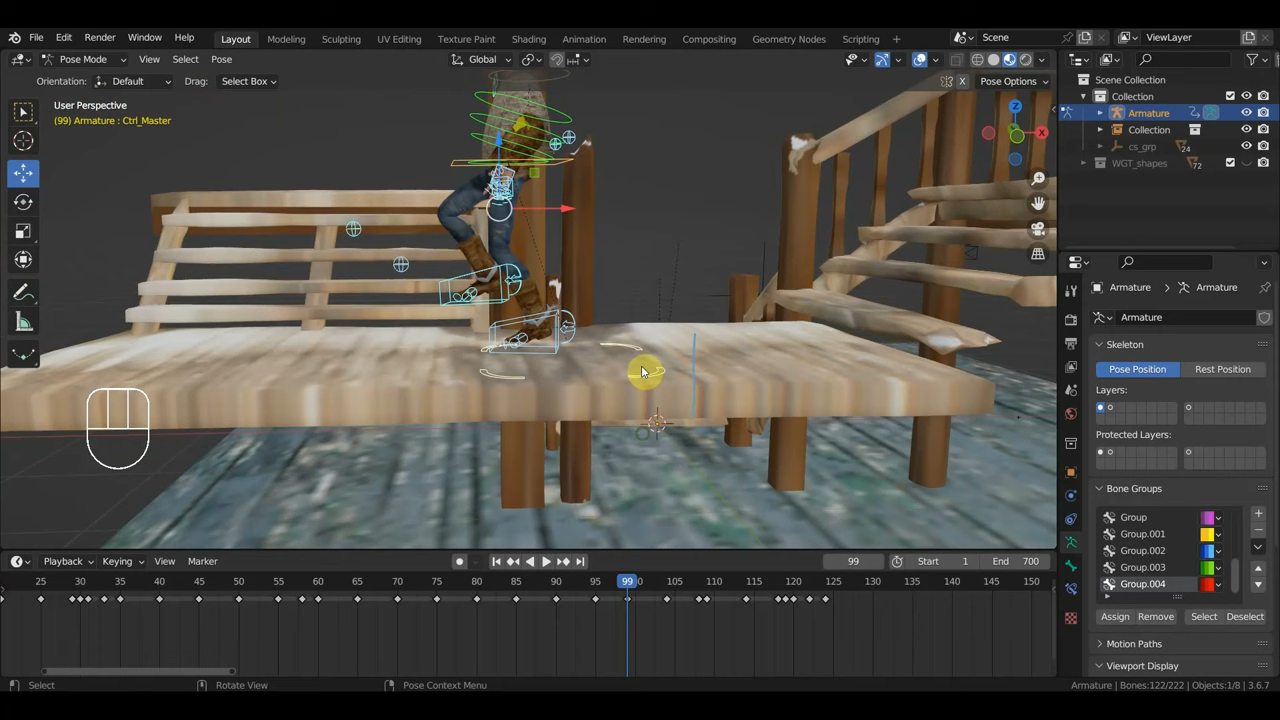 File Edit Render Window Help Layout Modeling Sculpting UV Editing Texture Paint Shading Animation Rendering Compositing Geometry Nodes Scripting + Scene ViewLayer
Pose Mode View Select Pose Global
Orientation: Default Drag: Select Box X Pose Options
User Perspective
(99) Armature : Ctrl_Master
Z
X
Scene Collection
Collection
Armature
Collection
cs_grp 24
WGT_shapes 72
Armature > Armature
Armature
Skeleton
Pose Position Rest Position
Layers:
Protected Layers:
Bone Groups
Group
Group.001
Group.002
Group.003
Group.004
Assign Remove Select Deselect
Motion Paths
Viewport Display
Playback Keying View Marker 99 Start 1 End 700
25 30 35 40 45 50 55 60 65 70 75 80 85 90 95 99 105 110 115 120 125 130 135 140 145 150
Select Rotate View Pose Context Menu Armature | Bones:122/222 | Objects:1/8 | 3.6.7